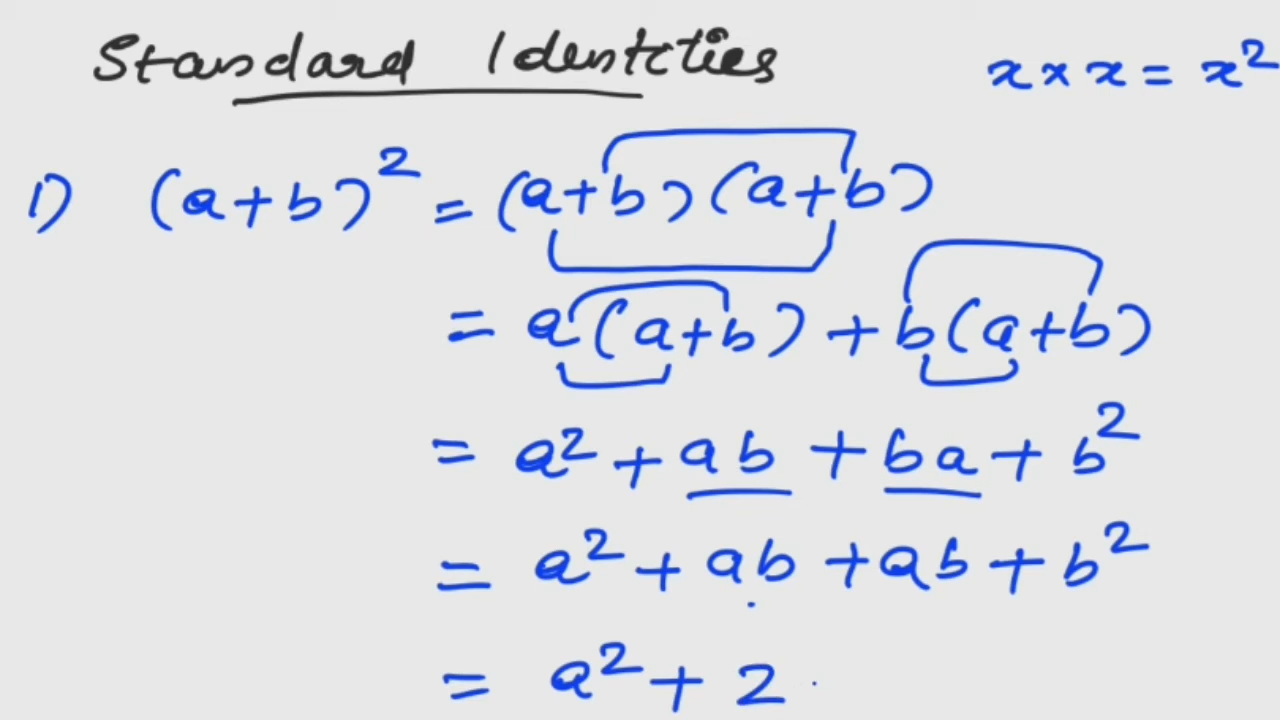 Standard Identities
x × x = x²
1) (a+b)² = (a+b)(a+b)
= a(a+b) + b(a+b)
= a² + ab + ba + b²
= a² + ab + ab + b²
= a² + 2